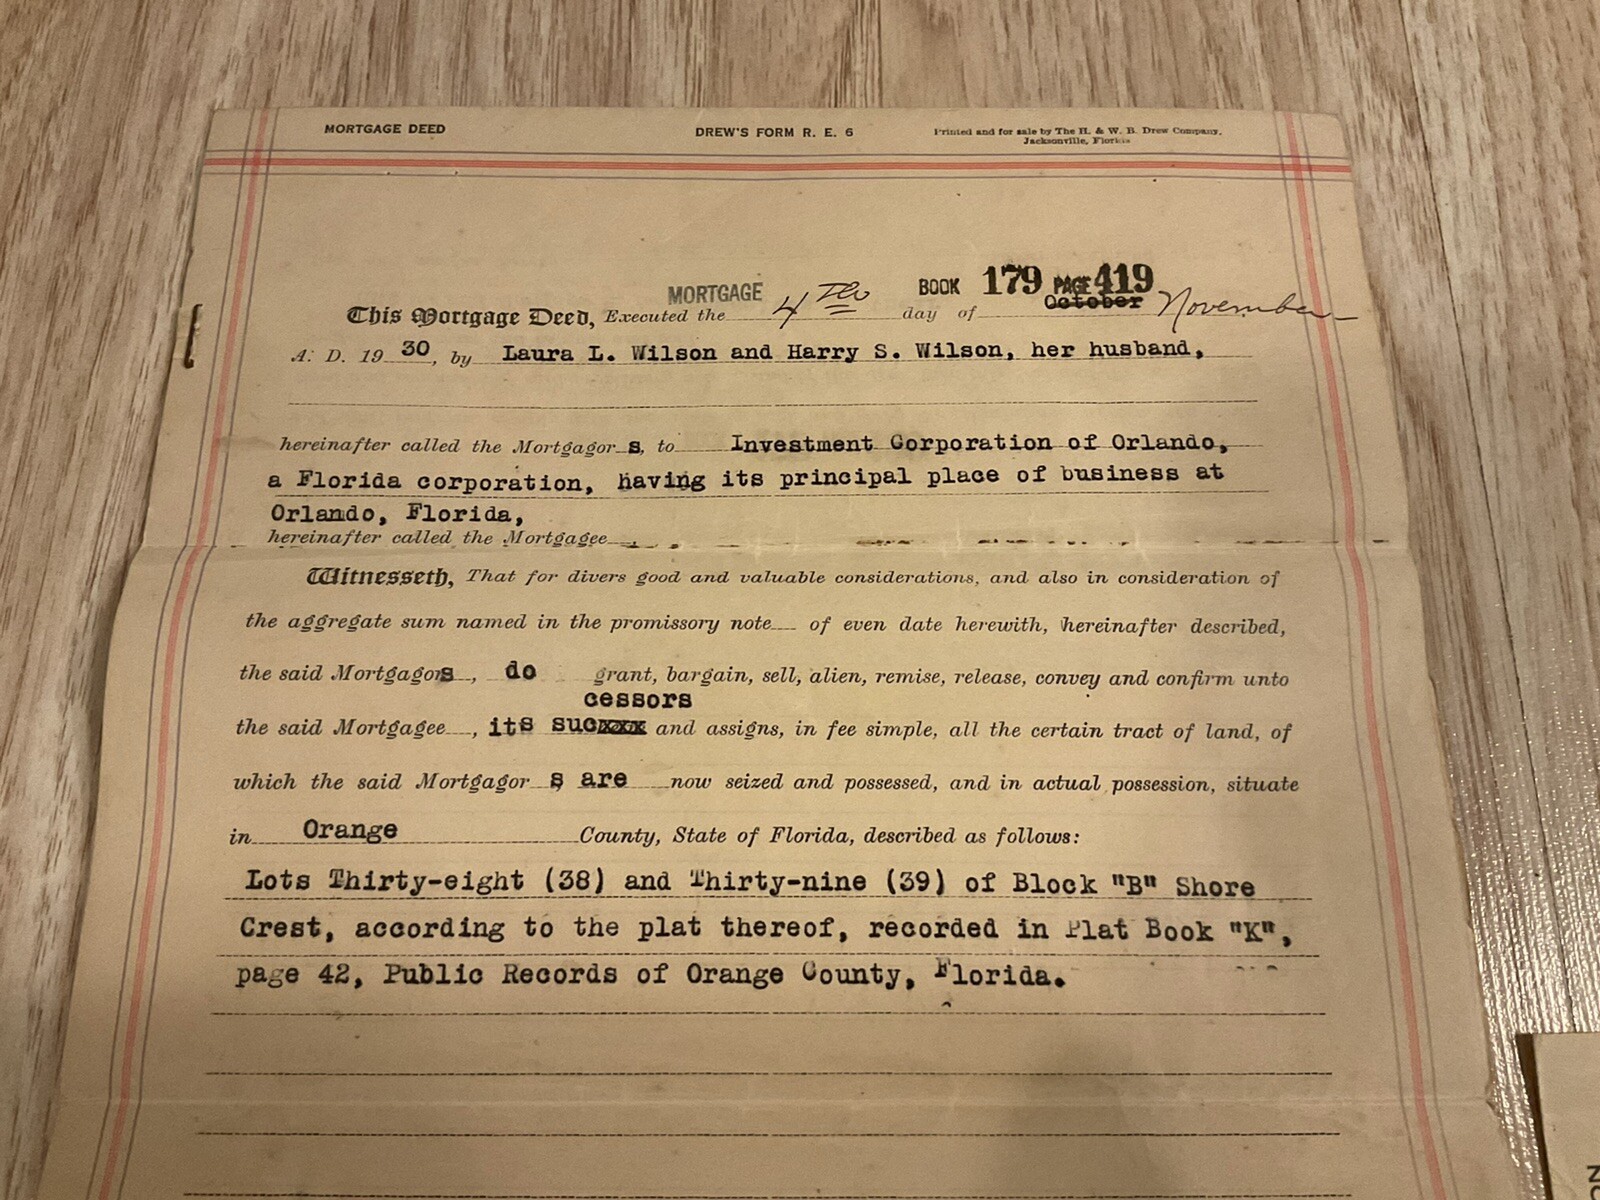 MORTGAGE DEED DREW'S FORM R. E. 6 Printed and for sale by The H. & W. B. Drew Company,
Jacksonville, Florida
MORTGAGE BOOK 179 PAGE 419
This Mortgage Deed, Executed the 4th day of October November
A. D. 1930, by Laura L. Wilson and Harry S. Wilson, her husband,
hereinafter called the Mortgagors, to Investment Corporation of Orlando,
a Florida corporation, having its principal place of business at
Orlando, Florida,
hereinafter called the Mortgagee
Witnesseth, That for divers good and valuable considerations, and also in consideration of
the aggregate sum named in the promissory note of even date herewith, hereinafter described,
the said Mortgagors, do grant, bargain, sell, alien, remise, release, convey and confirm unto
cessors
the said Mortgagee, its sucxxx and assigns, in fee simple, all the certain tract of land, of
which the said Mortgagor s are now seized and possessed, and in actual possession, situate
in Orange County, State of Florida, described as follows:
Lots Thirty-eight (38) and Thirty-nine (39) of Block "B" Shore
Crest, according to the plat thereof, recorded in Plat Book "K",
page 42, Public Records of Orange County, Florida.